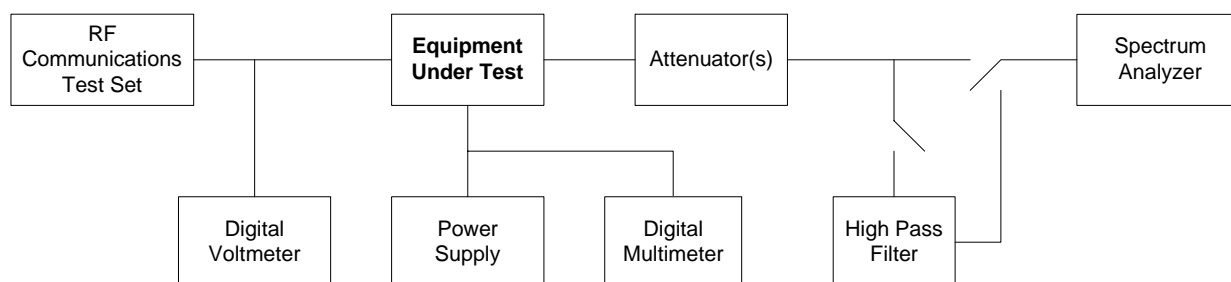 RF
Communications
Test Set
Equipment
Under Test
Attenuator(s)
Spectrum
Analyzer
Digital
Voltmeter
Power
Supply
Digital
Multimeter
High Pass
Filter